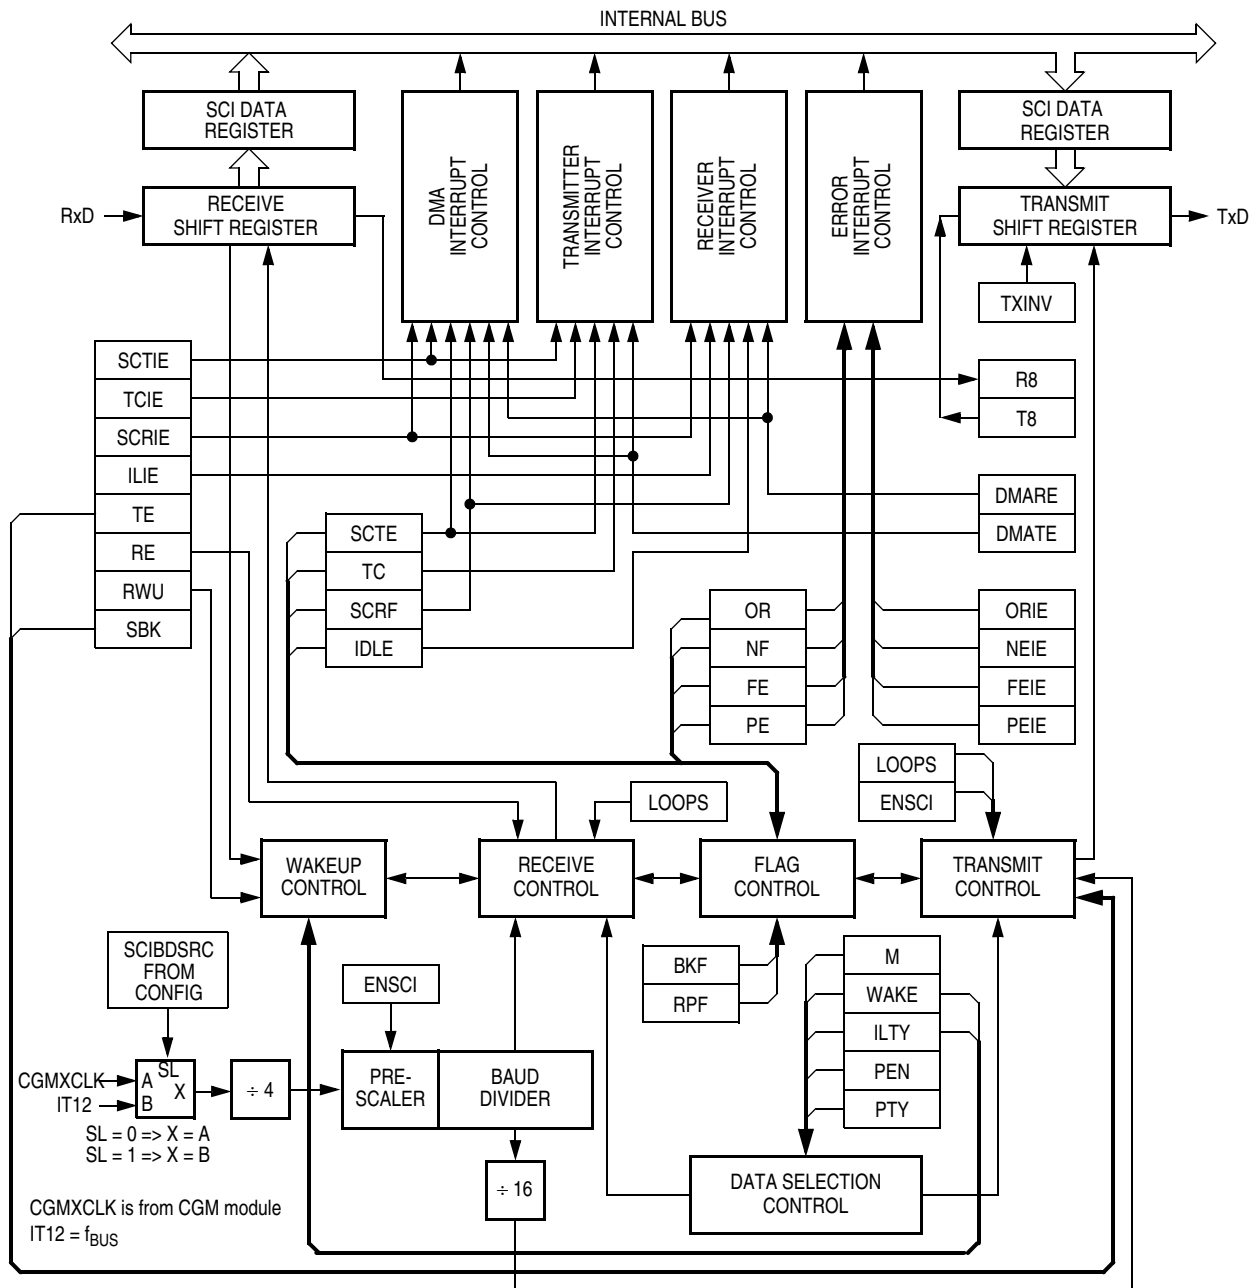 INTERNAL BUS
SCI DATA
REGISTER
DMA
INTERRUPT
CONTROL
TRANSMITTER
INTERRUPT
CONTROL
RECEIVER
INTERRUPT
CONTROL
ERROR
INTERRUPT
CONTROL
SCI DATA
REGISTER
RxD
RECEIVE
SHIFT REGISTER
TRANSMIT
SHIFT REGISTER
TxD
TXINV
SCTIE
TCIE
SCRIE
ILIE
TE
RE
RWU
SBK
R8
T8
DMARE
DMATE
SCTE
TC
SCRF
IDLE
OR
NF
FE
PE
ORIE
NEIE
FEIE
PEIE
LOOPS
ENSCI
LOOPS
WAKEUP
CONTROL
RECEIVE
CONTROL
FLAG
CONTROL
TRANSMIT
CONTROL
SCIBDSRC
FROM
CONFIG
ENSCI
BKF
RPF
M
WAKE
ILTY
PEN
PTY
CGMXCLK
IT12
SL
A
X
B
÷ 4
PRE-
SCALER
BAUD
DIVIDER
SL = 0 => X = A
SL = 1 => X = B
÷ 16
DATA SELECTION
CONTROL
CGMXCLK is from CGM module
IT12 = fBUS